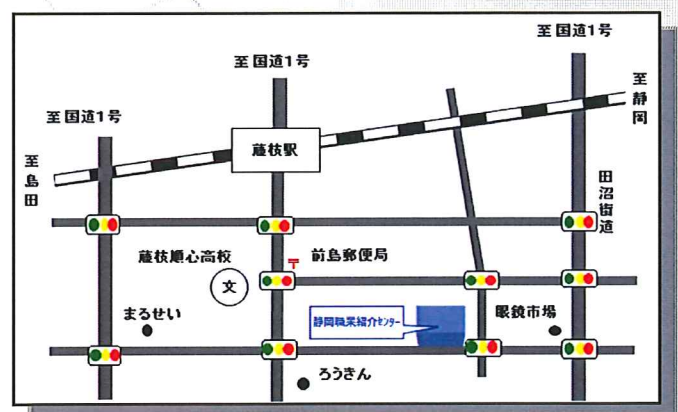 至国道1号
至国道1号
至国道1号
至静岡
至島田
藤枝駅
田沼街道
藤枝順心高校
〒
前島郵便局
文
まるせい
静岡職業紹介センター
眼鏡市場
ろうきん